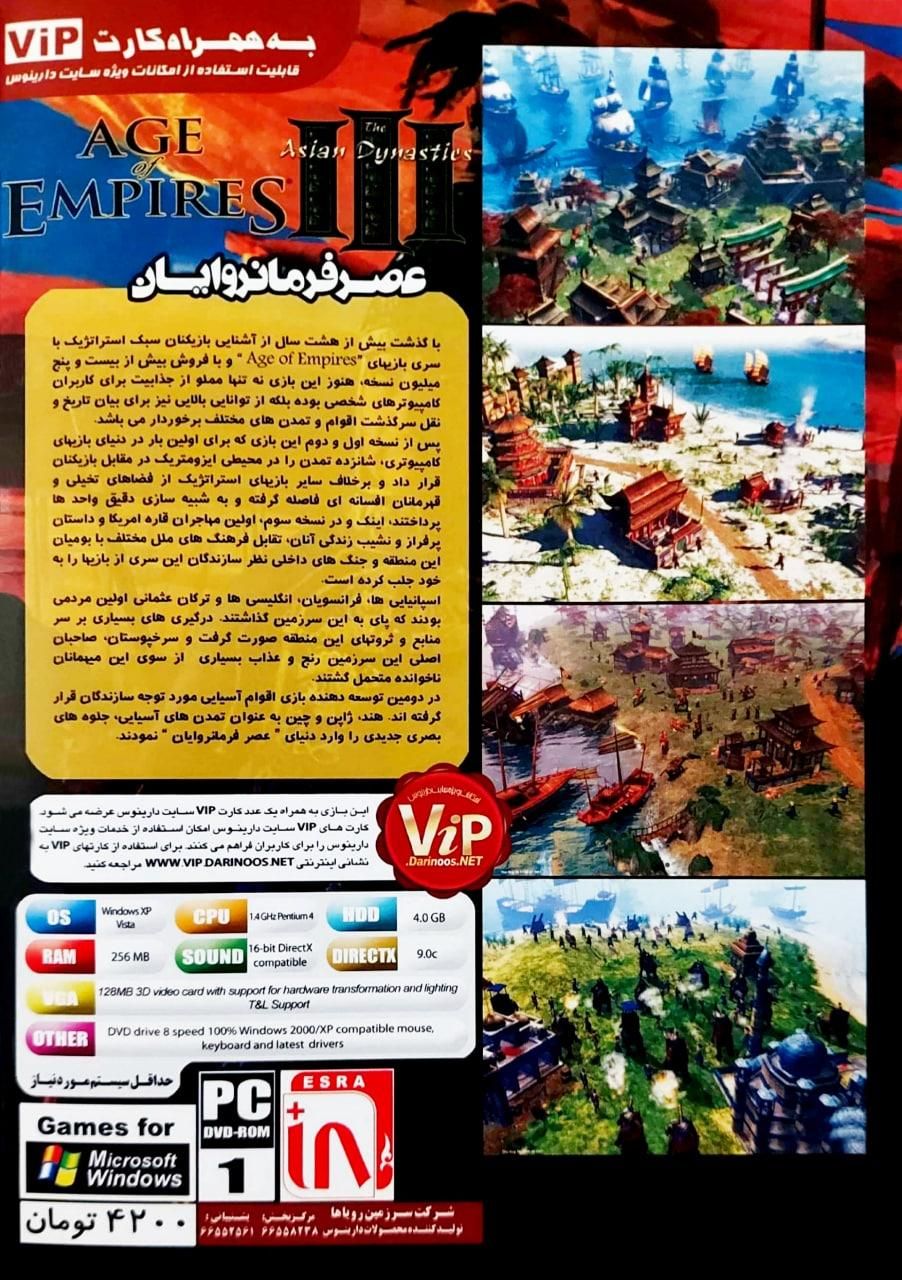 به همراه کارت ViP
قابلیت استفاده از امکانات ویژه سایت دارینوس
AGE
of
EMPIRES III
The
Asian Dynasties
عصر فرمانروایان
با گذشت بیش از هشت سال از آشنایی بازیکنان سبک استراتژیک با
سری بازیهای "Age of Empires" و با فروش بیش از بیست و پنج
میلیون نسخه، هنوز این بازی نه تنها مملو از جذابیت برای کاربران
کامپیوترهای شخصی بوده بلکه از توانایی بالایی نیز برای بیان تاریخ و
نقل سرگذشت اقوام و تمدن های مختلف برخوردار می باشد.
پس از نسخه اول و دوم این بازی که برای اولین بار در دنیای بازیهای
کامپیوتری، شانزده تمدن را در محیطی ایزومتریک در مقابل بازیکنان
قرار داد و برخلاف سایر بازیهای استراتژیک از فضاهای تخیلی و
قهرمانان افسانه ای فاصله گرفته و به شبیه سازی دقیق واحد ها
پرداختند، اینک و در نسخه سوم، اولین مهاجران قاره امریکا و داستان
پرفراز و نشیب زندگی آنان، تقابل فرهنگ های ملل مختلف با بومیان
این منطقه و جنگ های داخلی نظر سازندگان این سری از بازیها را به
خود جلب کرده است.
اسپانیایی ها، فرانسویان، انگلیسی ها و ترکان عثمانی اولین مردمی
بودند که پای به این سرزمین گذاشتند. درگیری های بسیاری بر سر
منابع و ثروتهای این منطقه صورت گرفت و سرخپوستان، صاحبان
اصلی این سرزمین رنج و عذاب بسیاری از سوی این میهمانان
ناخوانده متحمل گشتند.
در دومین توسعه دهنده بازی اقوام آسیایی مورد توجه سازندگان قرار
گرفته اند. هند، ژاپن و چین به عنوان تمدن های آسیایی، جلوه های
بصری جدیدی را وارد دنیای " عصر فرمانروایان " نمودند.
این بازی به همراه یک عدد کارت VIP سایت دارینوس عرضه می شود.
کارت های VIP سایت دارینوس امکان استفاده از خدمات ویژه سایت
دارینوس را برای کاربران فراهم می کنند. برای استفاده از کارتهای VIP به
نشانی اینترنتی WWW.VIP.DARINOOS.NET مراجعه کنید.
ViP
.Darinoos.NET
OS Windows XP Vista CPU 1.4 GHz Pentium 4 HDD 4.0 GB
RAM 256 MB SOUND 16-bit DirectX compatible DIRECTX 9.0c
VGA 128MB 3D video card with support for hardware transformation and lighting
T&L Support
OTHER DVD drive 8 speed 100% Windows 2000/XP compatible mouse,
keyboard and latest drivers
حداقل سیستم مورد نیاز
Games for
Microsoft
Windows
PC
DVD-ROM
1
ESRA
+in
۴۲۰۰ تومان
شرکت سرزمین رویاها
تولیدکننده محصولات دارینوس
مرکز پخش: ۶۶۵۵۸۲۳۸
پشتیبانی: ۶۶۵۵۲۵۶۱